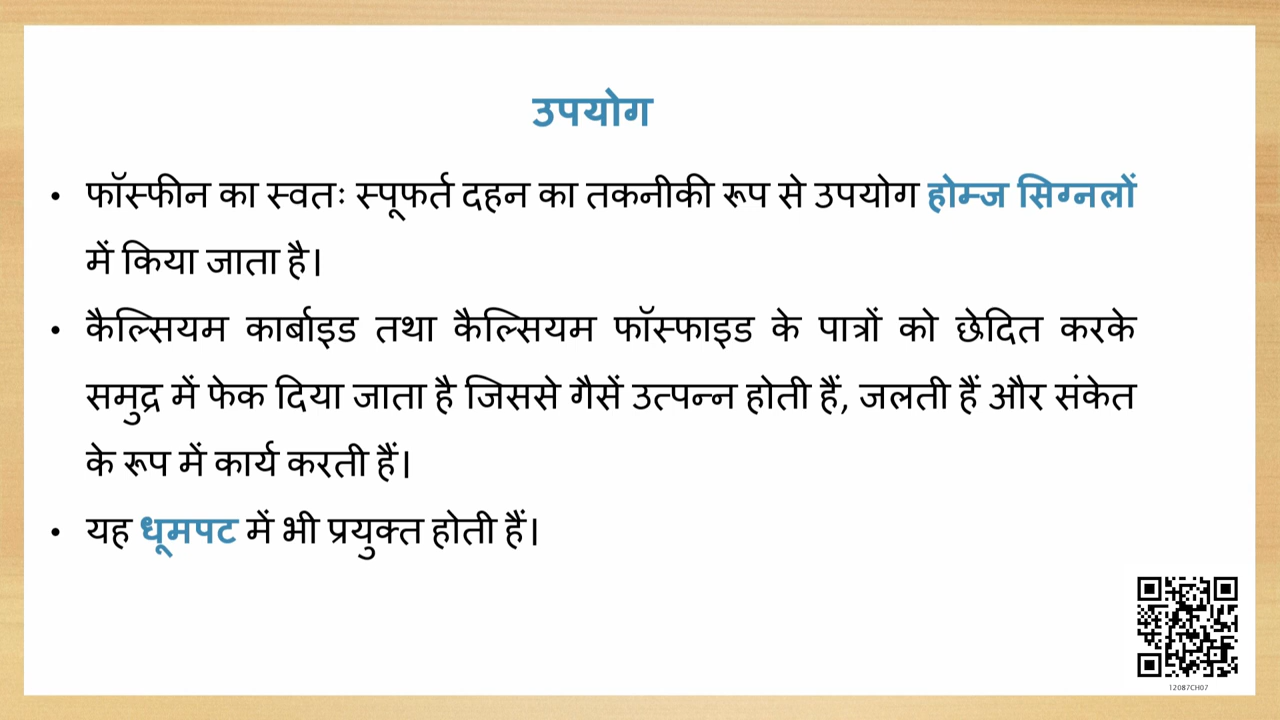 उपयोग
• फॉस्फीन का स्वतः स्पूफर्त दहन का तकनीकी रूप से उपयोग होम्ज सिग्नलों
में किया जाता है।
• कैल्सियम कार्बाइड तथा कैल्सियम फॉस्फाइड के पात्रों को छेदित करके
समुद्र में फेक दिया जाता है जिससे गैसें उत्पन्न होती हैं, जलती हैं और संकेत
के रूप में कार्य करती हैं।
• यह धूमपट में भी प्रयुक्त होती हैं।
12087CH07